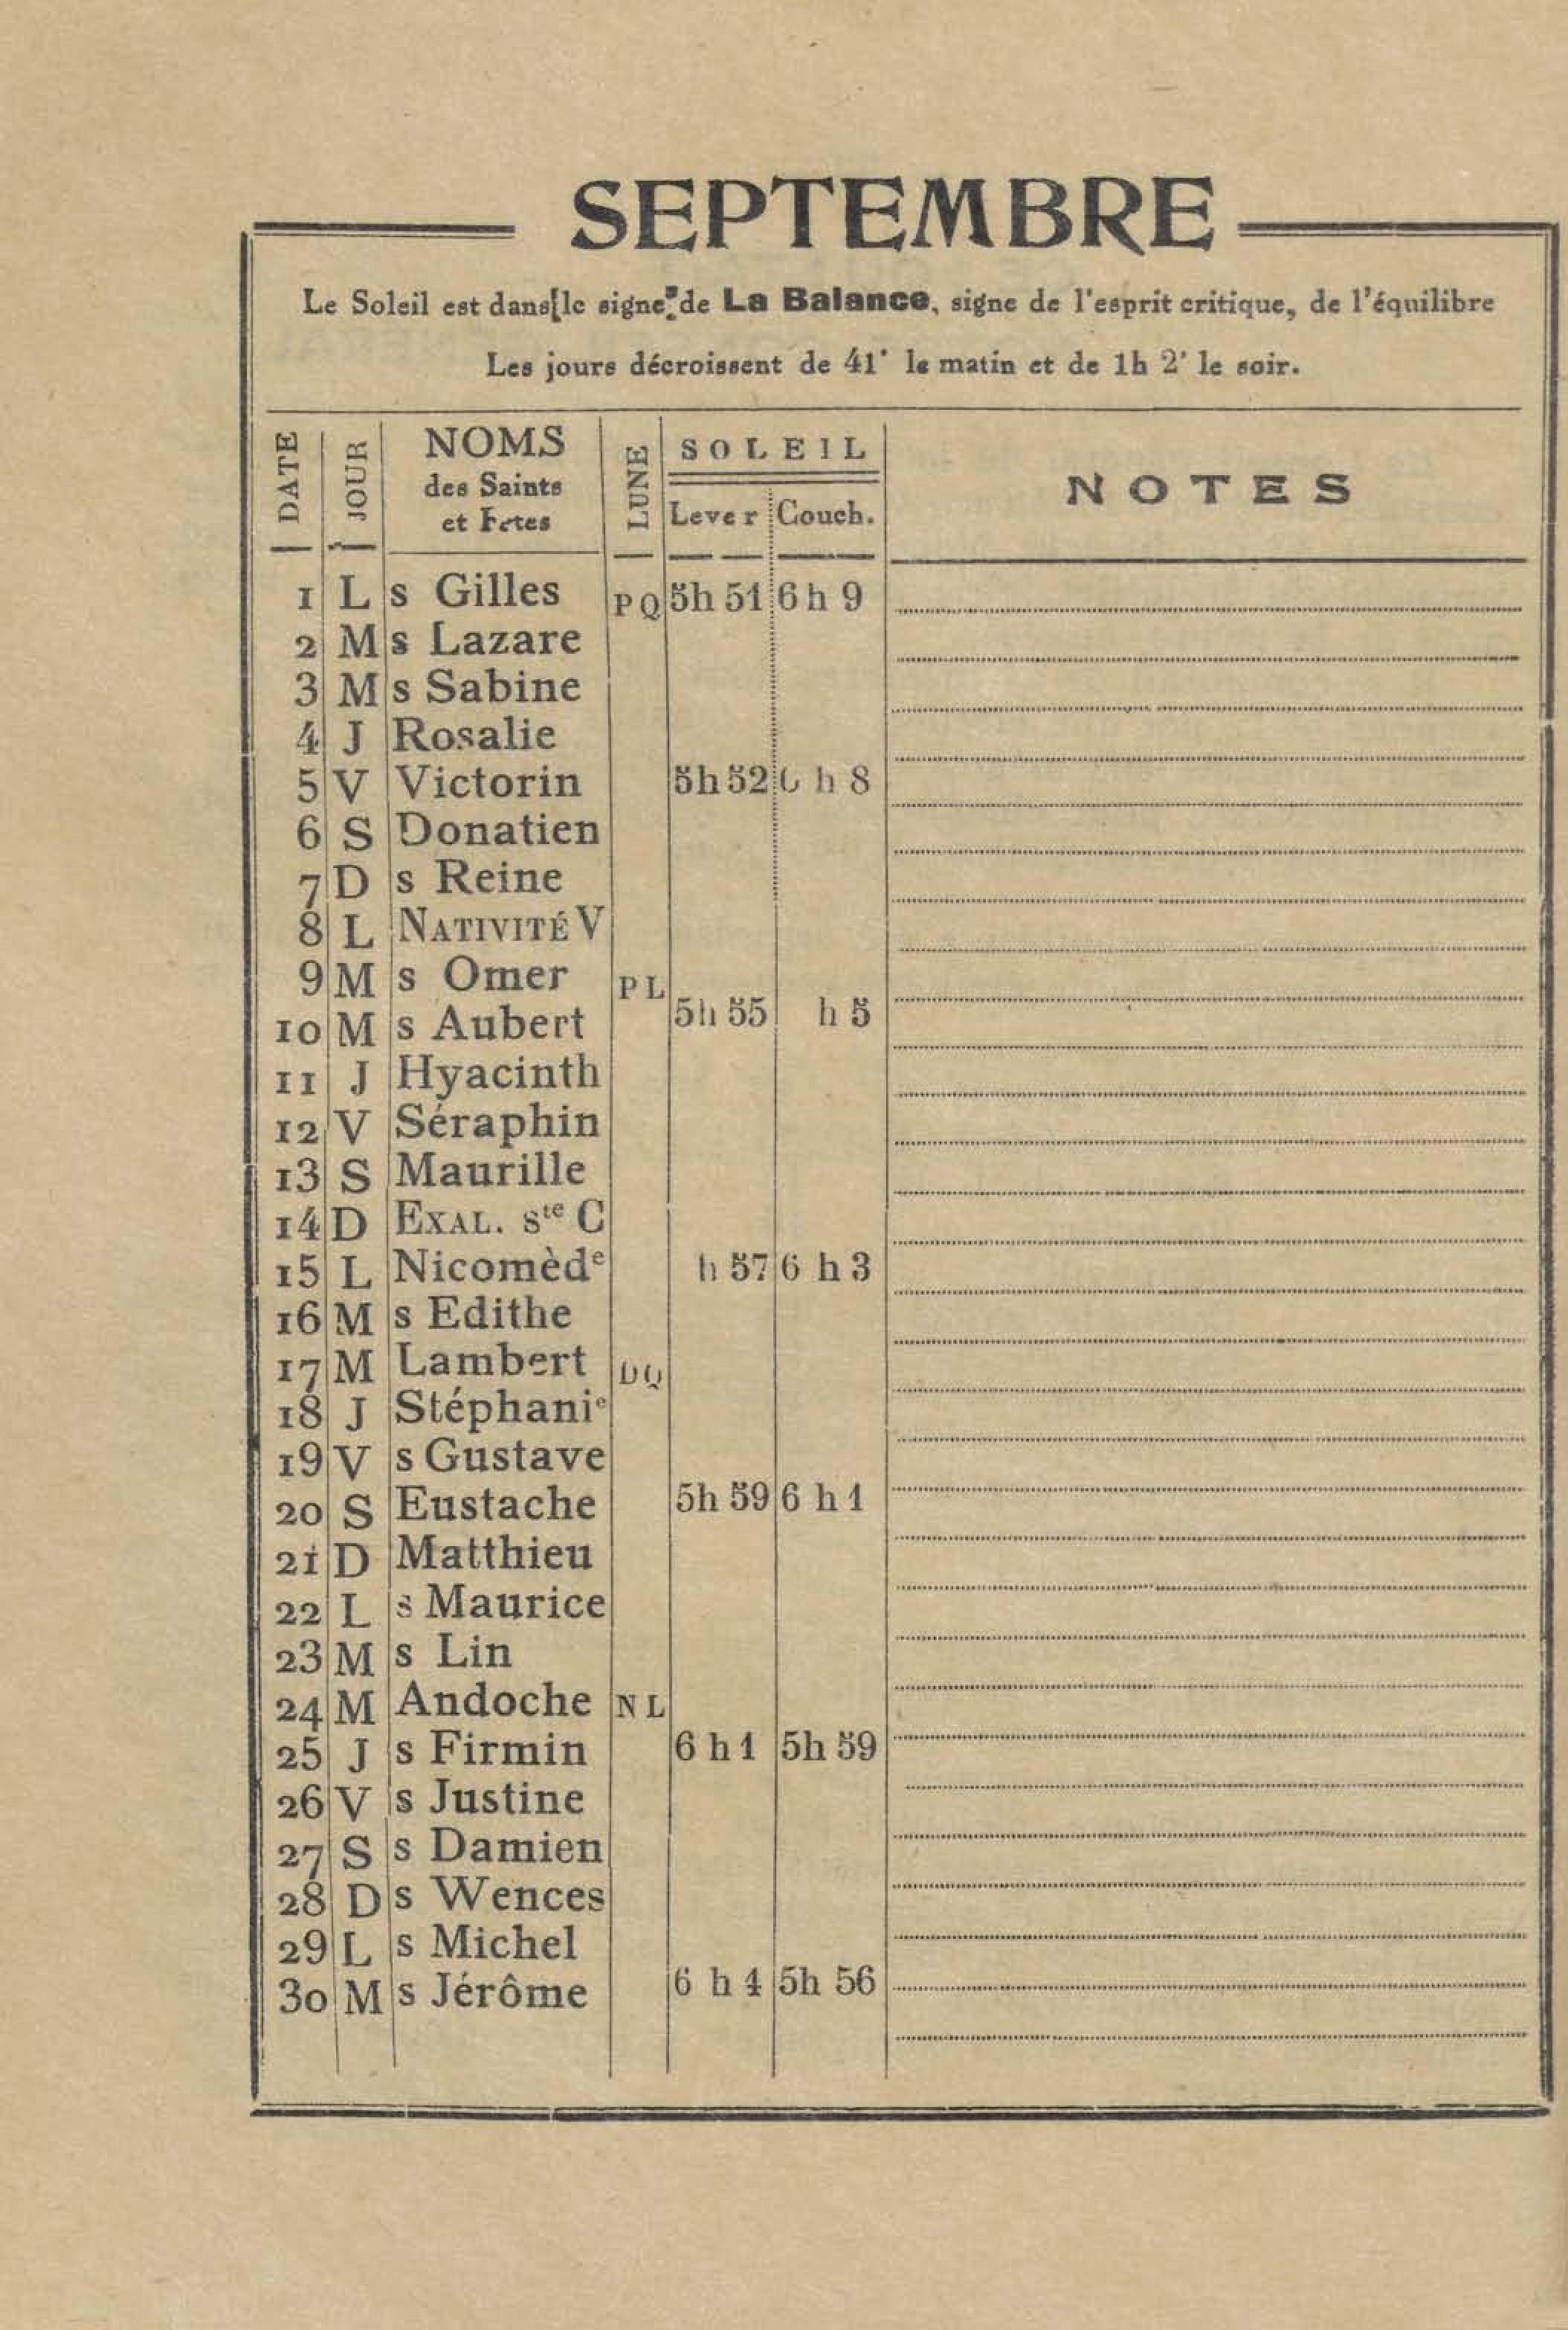 SEPTEMBRE
Le Soleil est dans le signe de La Balance, signe de l'esprit critique, de l'équilibre
Les jours décroissent de 41' le matin et de 1h 2' le soir.
DATE JOUR NOMS des Saints et Fetes LUNE SOLEIL Lever Couch. NOTES
1 L s Gilles PQ 5h 51 6 h 9
2 M s Lazare
3 M s Sabine
4 J Rosalie
5 V Victorin 5h 52 6 h 8
6 S Donatien
7 D s Reine
8 L NATIVITÉ V
9 M s Omer PL
10 M s Aubert 5h 55 h 5
11 J Hyacinth
12 V Séraphin
13 S Maurille
14 D EXAL. ste C
15 L Nicomède h 57 6 h 3
16 M s Edithe
17 M Lambert DQ
18 J Stéphanie
19 V s Gustave
20 S Eustache 5h 59 6 h 1
21 D Matthieu
22 L s Maurice
23 M s Lin
24 M Andoche NL
25 J s Firmin 6 h 1 5h 59
26 V s Justine
27 S s Damien
28 D s Wences
29 L s Michel
30 M s Jérôme 6 h 4 5h 56